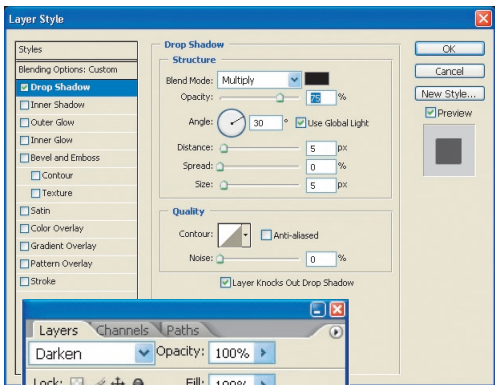 Layer Style
Styles
Blending Options: Custom
Drop Shadow
Inner Shadow
Outer Glow
Inner Glow
Bevel and Emboss
Contour
Texture
Satin
Color Overlay
Gradient Overlay
Pattern Overlay
Stroke
Drop Shadow
Structure
Blend Mode: Multiply
Opacity: 75 %
Angle: 30 ° Use Global Light
Distance: 5 px
Spread: 0 %
Size: 5 px
Quality
Contour: Anti-aliased
Noise: 0 %
Layer Knocks Out Drop Shadow
OK
Cancel
New Style...
Preview
Layers Channels Paths
Darken Opacity: 100%
Lock: Fill: 100%